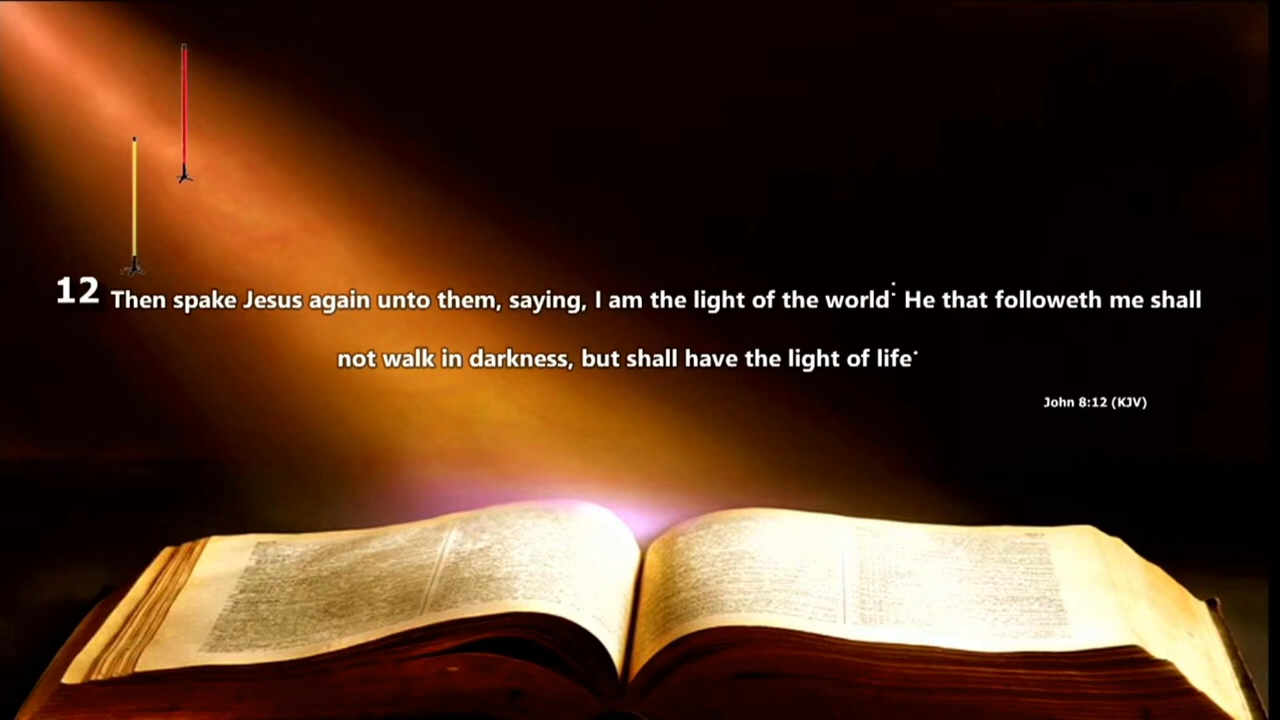 12 Then spake Jesus again unto them, saying, I am the light of the world: He that followeth me shall
not walk in darkness, but shall have the light of life.
John 8:12 (KJV)